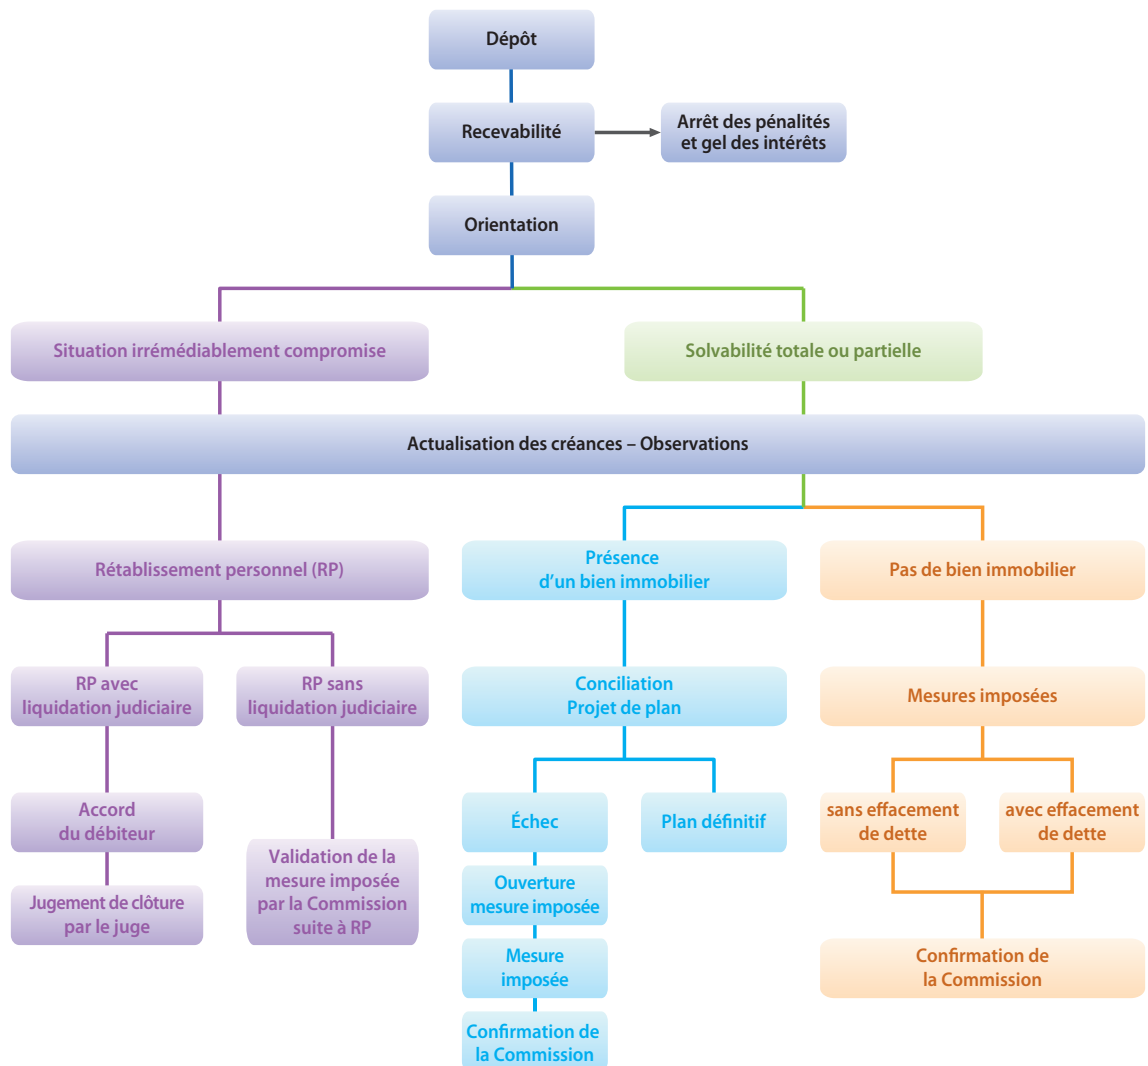 Dépôt
Recevabilité
Arrêt des pénalités
et gel des intérêts
Orientation
Situation irrémédiablement compromise
Solvabilité totale ou partielle
Actualisation des créances – Observations
Rétablissement personnel (RP)
Présence
d'un bien immobilier
Pas de bien immobilier
RP avec
liquidation judiciaire
RP sans
liquidation judiciaire
Conciliation
Projet de plan
Mesures imposées
Accord
du débiteur
Échec
Plan définitif
sans effacement
de dette
avec effacement
de dette
Validation de la
mesure imposée
par la Commission
suite à RP
Jugement de clôture
par le juge
Ouverture
mesure imposée
Mesure
imposée
Confirmation de
la Commission
Confirmation de
la Commission